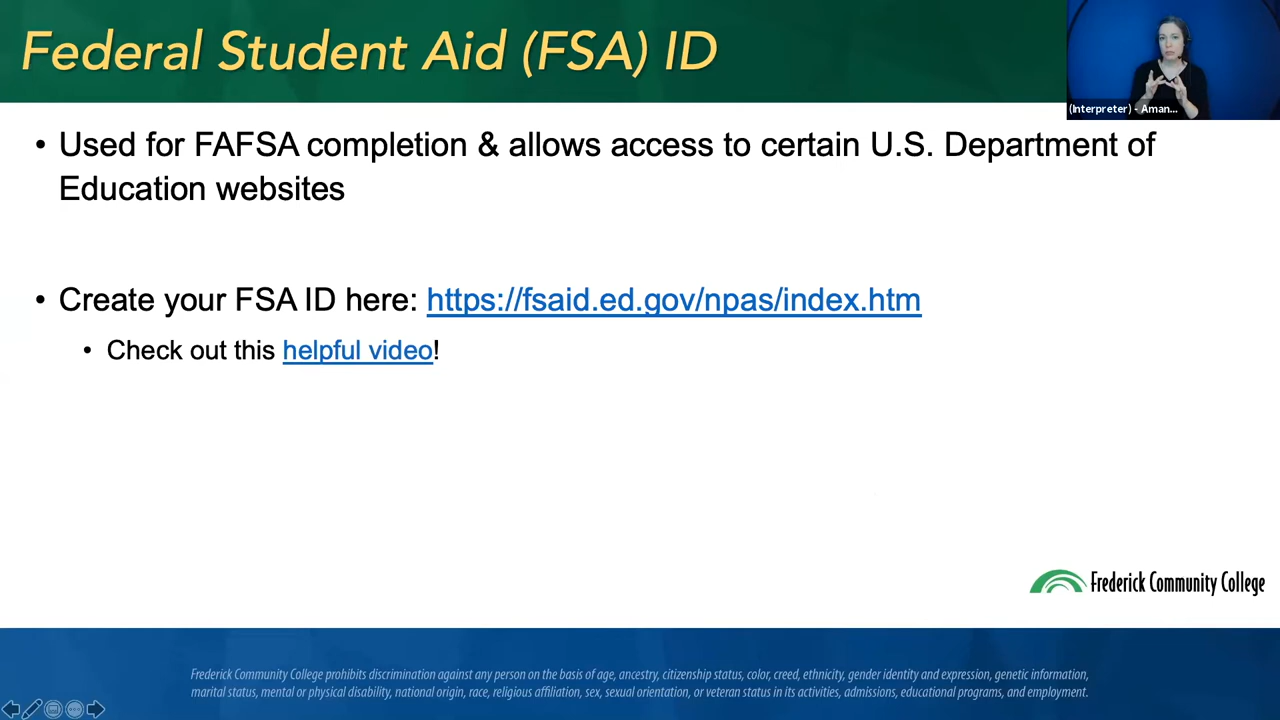 Federal Student Aid (FSA) ID
(Interpreter) - Aman...
• Used for FAFSA completion & allows access to certain U.S. Department of
Education websites
• Create your FSA ID here: https://fsaid.ed.gov/npas/index.htm
• Check out this helpful video!
Frederick Community College
Frederick Community College prohibits discrimination against any person on the basis of age, ancestry, citizenship status, color, creed, ethnicity, gender identity and expression, genetic information,
marital status, mental or physical disability, national origin, race, religious affiliation, sex, sexual orientation, or veteran status in its activities, admissions, educational programs, and employment.